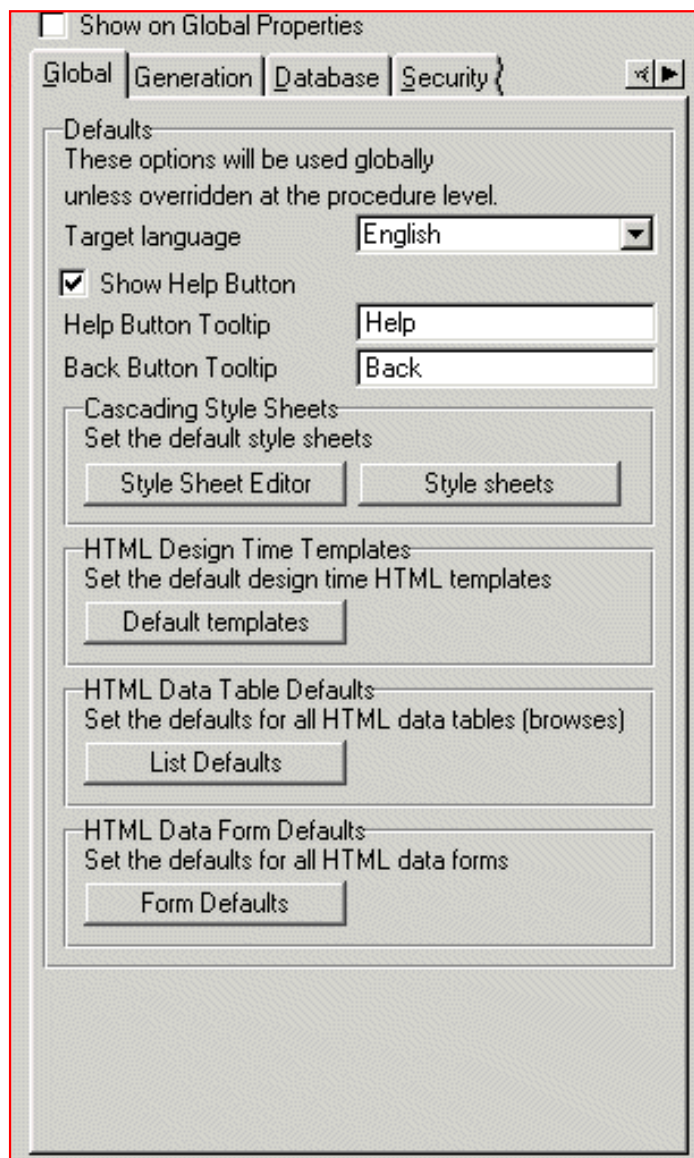 Show on Global Properties
Global Generation Database Security
Defaults
These options will be used globally
unless overridden at the procedure level.
Target language English
Show Help Button
Help Button Tooltip Help
Back Button Tooltip Back
Cascading Style Sheets
Set the default style sheets
Style Sheet Editor Style sheets
HTML Design Time Templates
Set the default design time HTML templates
Default templates
HTML Data Table Defaults
Set the defaults for all HTML data tables (browses)
List Defaults
HTML Data Form Defaults
Set the defaults for all HTML data forms
Form Defaults